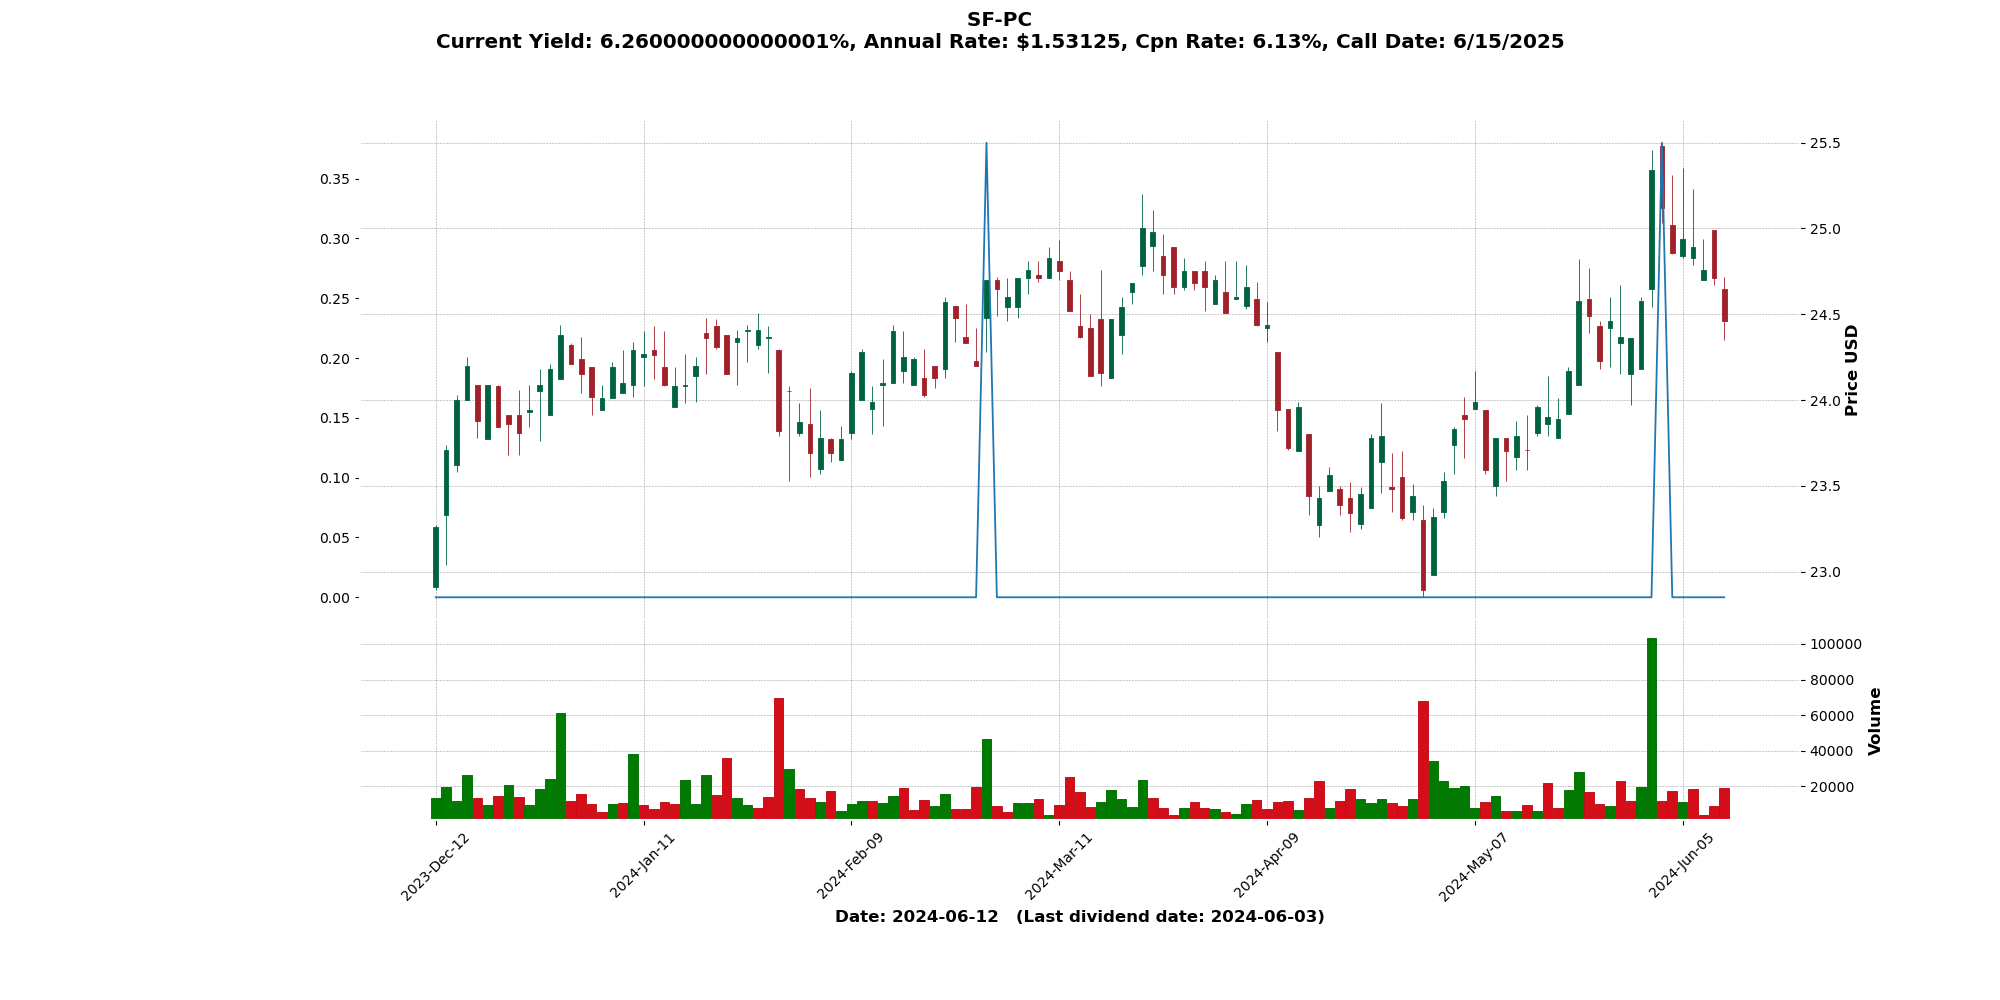 SF-PC
Current Yield: 6.260000000000001%, Annual Rate: $1.53125, Cpn Rate: 6.13%, Call Date: 6/15/2025
0.35
0.30
0.25
0.20
0.15
0.10
0.05
0.00
25.5
25.0
24.5
24.0
23.5
23.0
Price USD
100000
80000
60000
40000
20000
Volume
2023-Dec-12
2024-Jan-11
2024-Feb-09
2024-Mar-11
2024-Apr-09
2024-May-07
2024-Jun-05
Date: 2024-06-12   (Last dividend date: 2024-06-03)